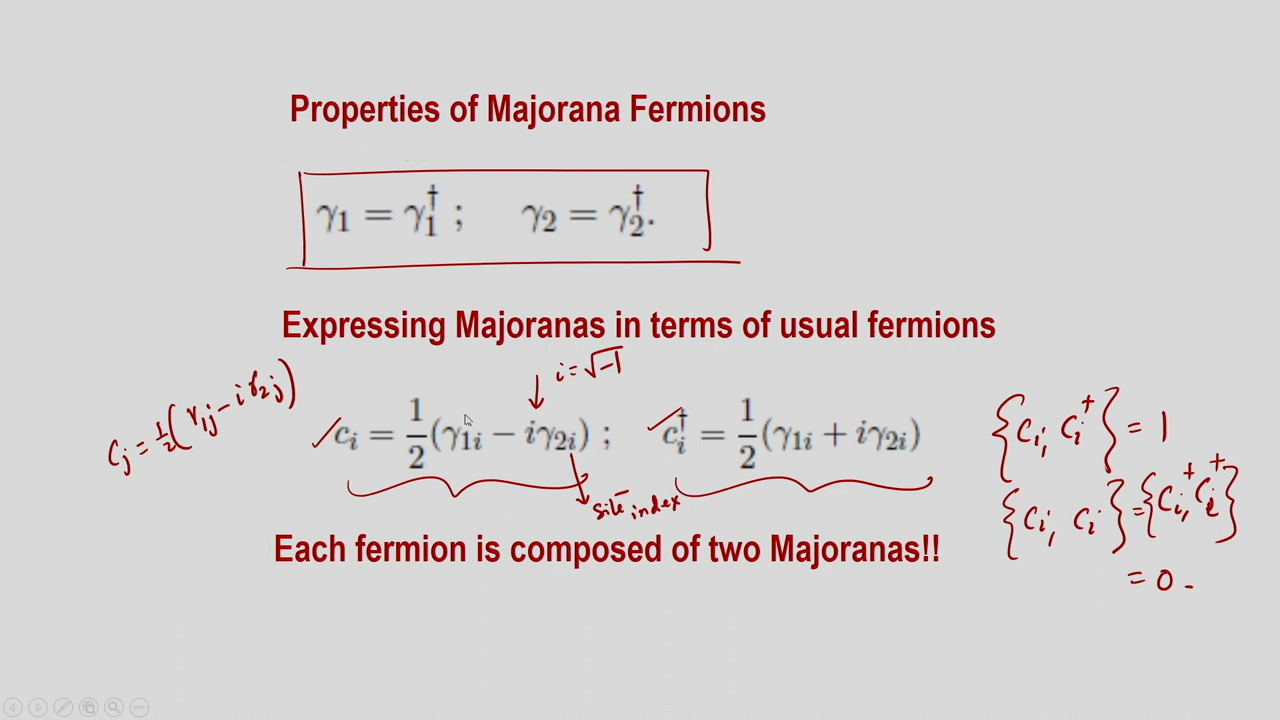 Properties of Majorana Fermions
γ₁ = γ₁† ; γ₂ = γ₂†.
Expressing Majoranas in terms of usual fermions
i = √-1
cⱼ = ½(γ₁ⱼ - iγ₂ⱼ)
cᵢ = 1/2(γ₁ᵢ − iγ₂ᵢ) ; cᵢ† = 1/2(γ₁ᵢ + iγ₂ᵢ)
site index
Each fermion is composed of two Majoranas!!
{cᵢ, cᵢ†} = 1
{cᵢ, cᵢ} = {cᵢ†, cᵢ†}
= 0